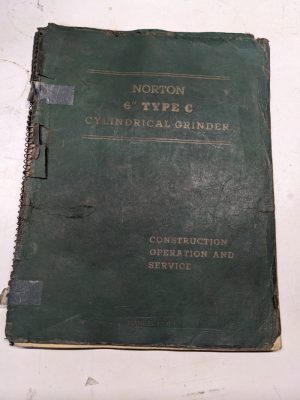 NORTON
6" TYPE C
CYLINDRICAL GRINDER
CONSTRUCTION
OPERATION AND
SERVICE